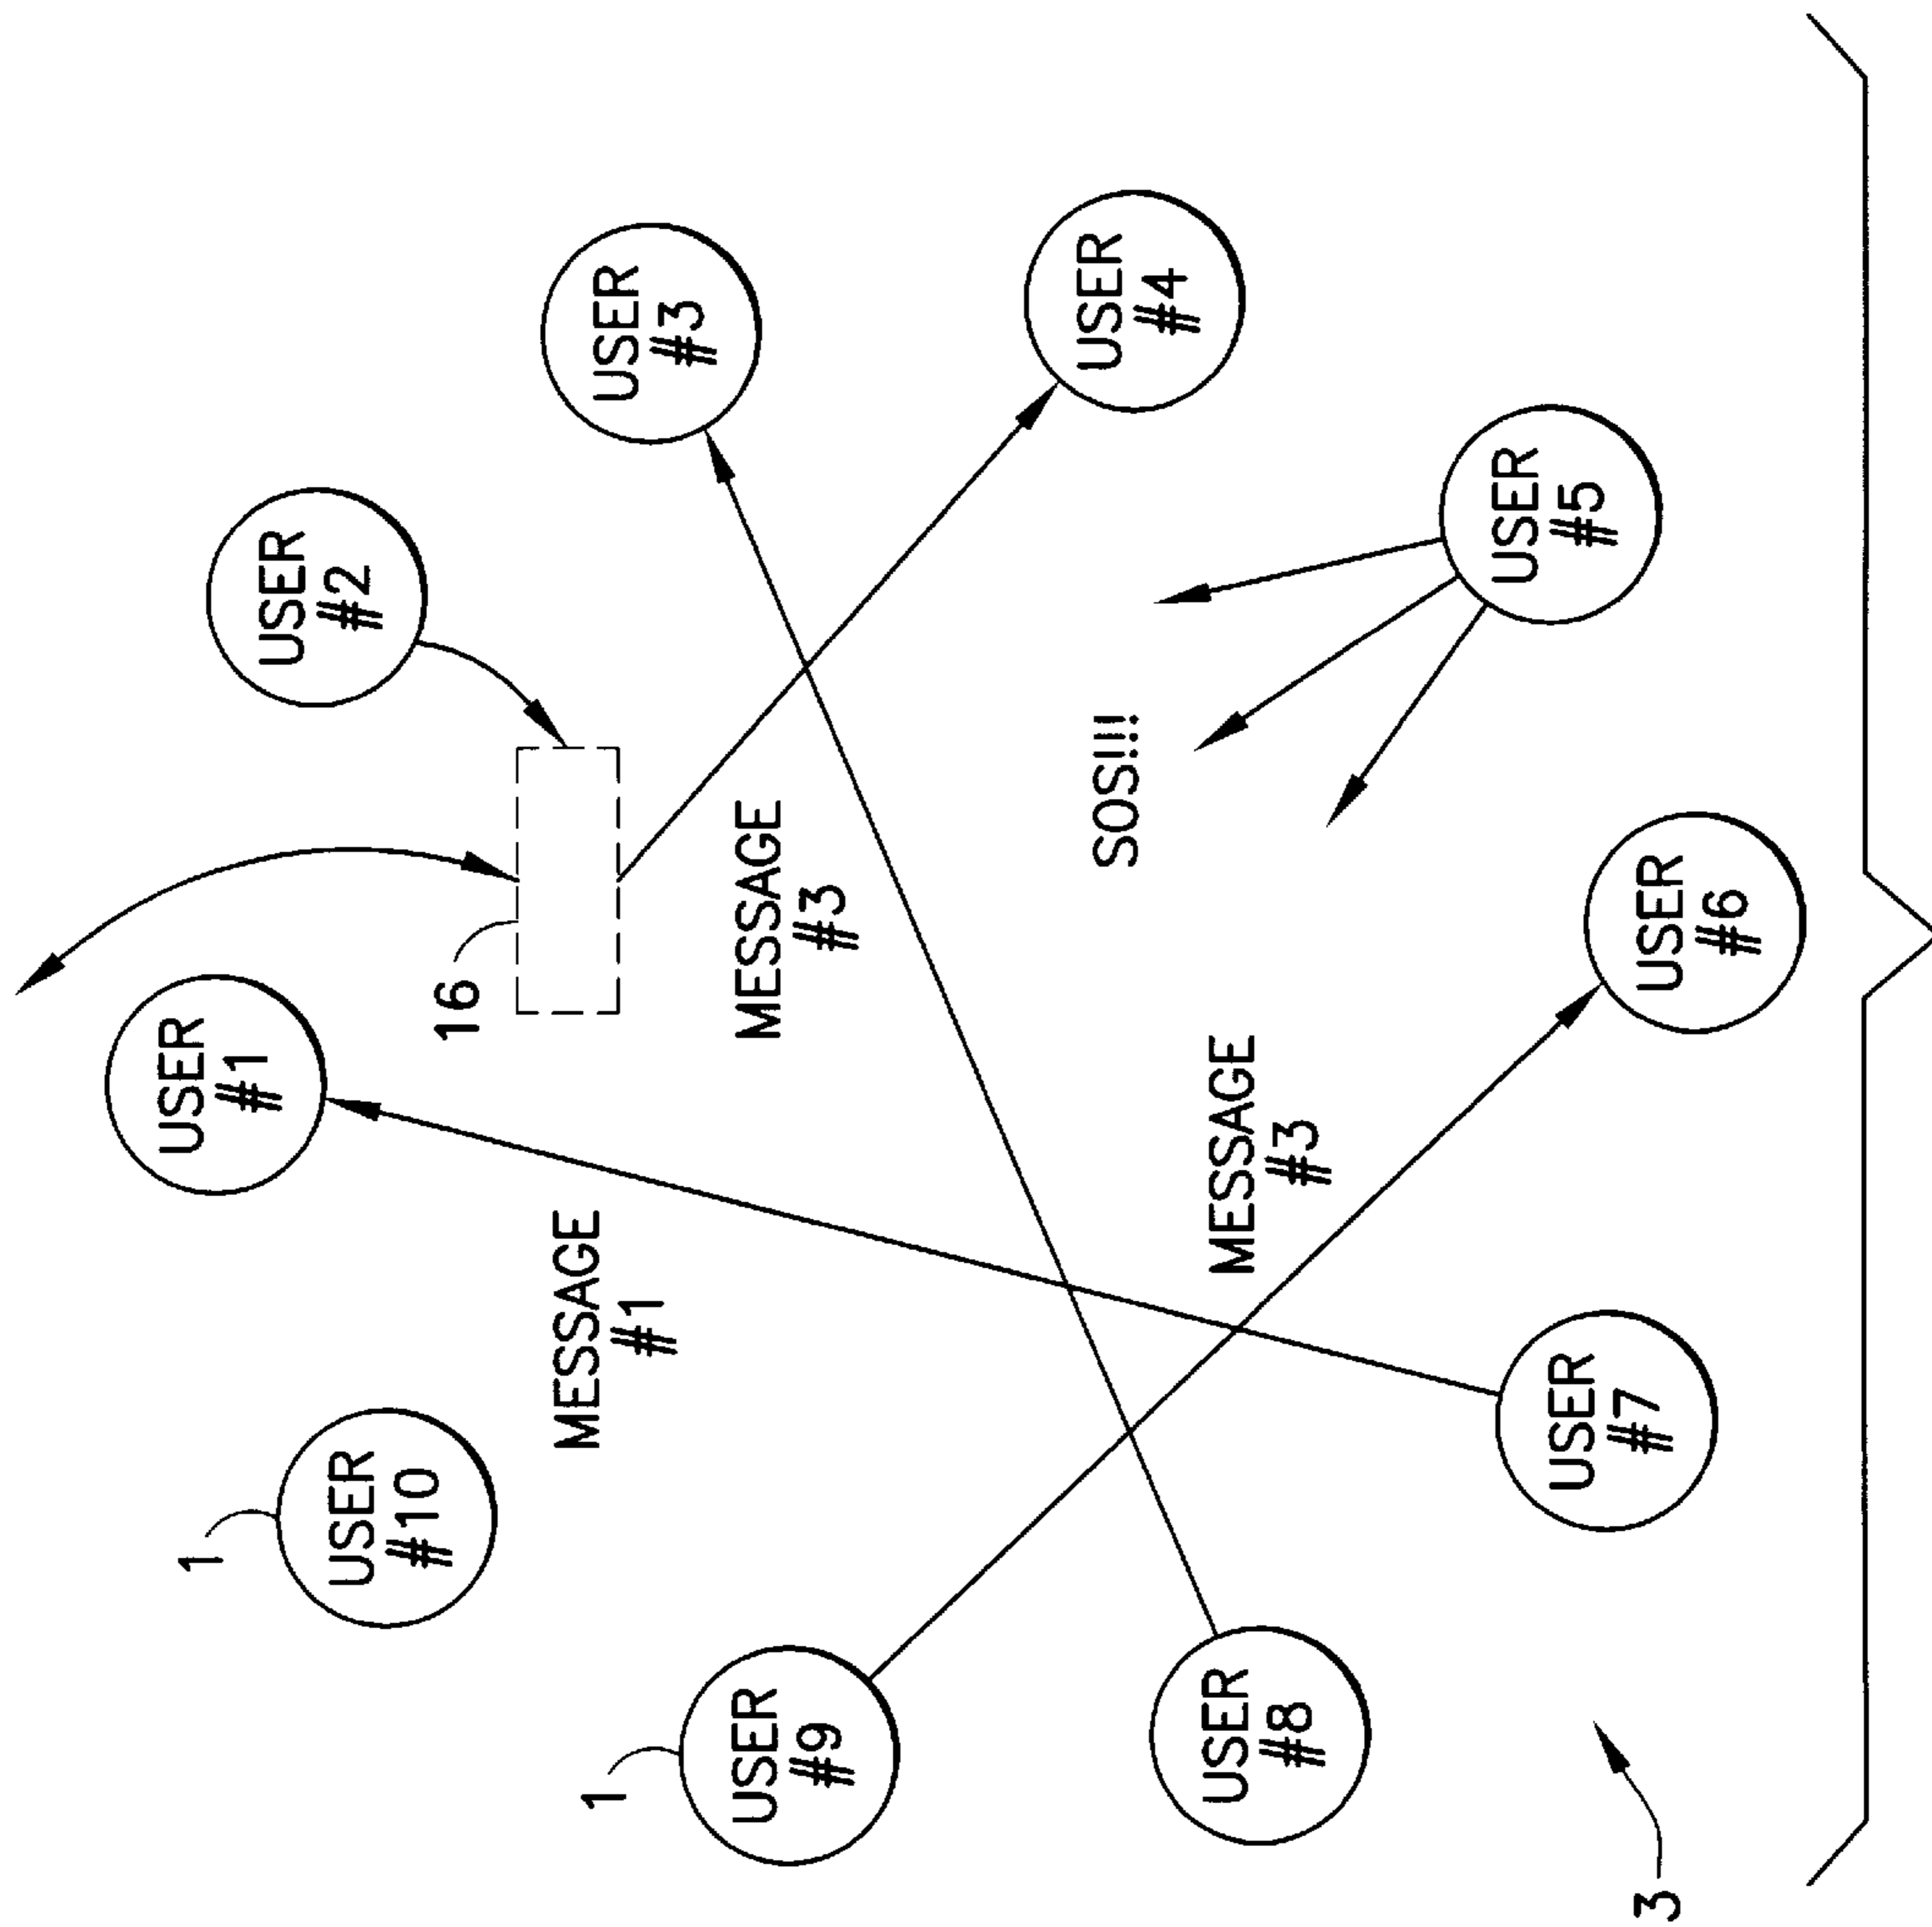 USER
#1
USER
#2
USER
#3
USER
#4
USER
#5
USER
#6
USER
#7
USER
#8
1
USER
#9
1
USER
#10
16
MESSAGE
#1
MESSAGE
#3
MESSAGE
#3
SOS!!!!
3